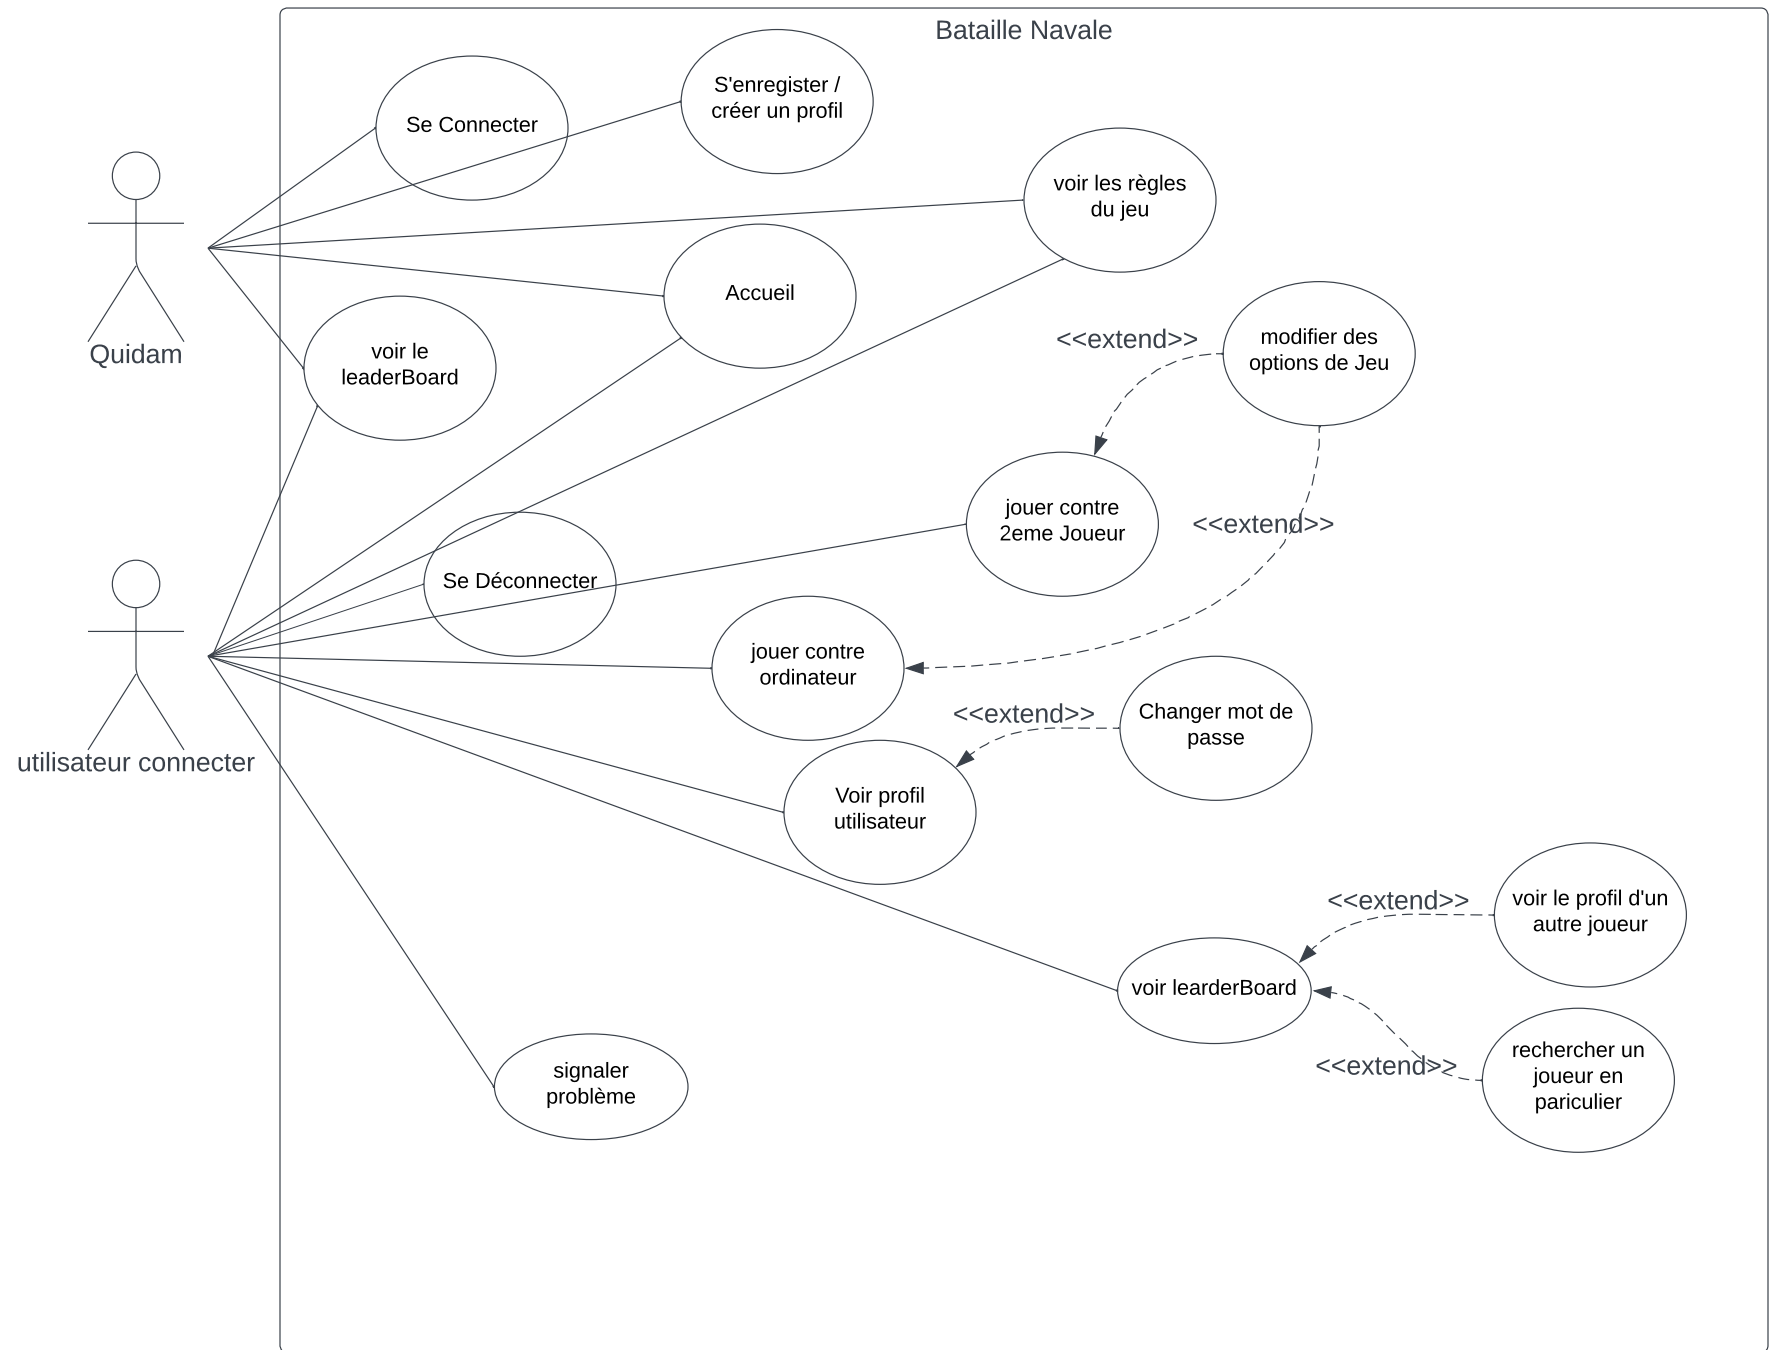 Bataille Navale
S'enregister /
créer un profil
Se Connecter
voir les règles
du jeu
Accueil
Quidam
voir le
leaderBoard
<<extend>>
modifier des
options de Jeu
jouer contre
2eme Joueur
<<extend>>
Se Déconnecter
jouer contre
ordinateur
utilisateur connecter
<<extend>>
Changer mot de
passe
Voir profil
utilisateur
<<extend>>
voir le profil d'un
autre joueur
voir learderBoard
<<extend>>
rechercher un
joueur en
pariculier
signaler
problème